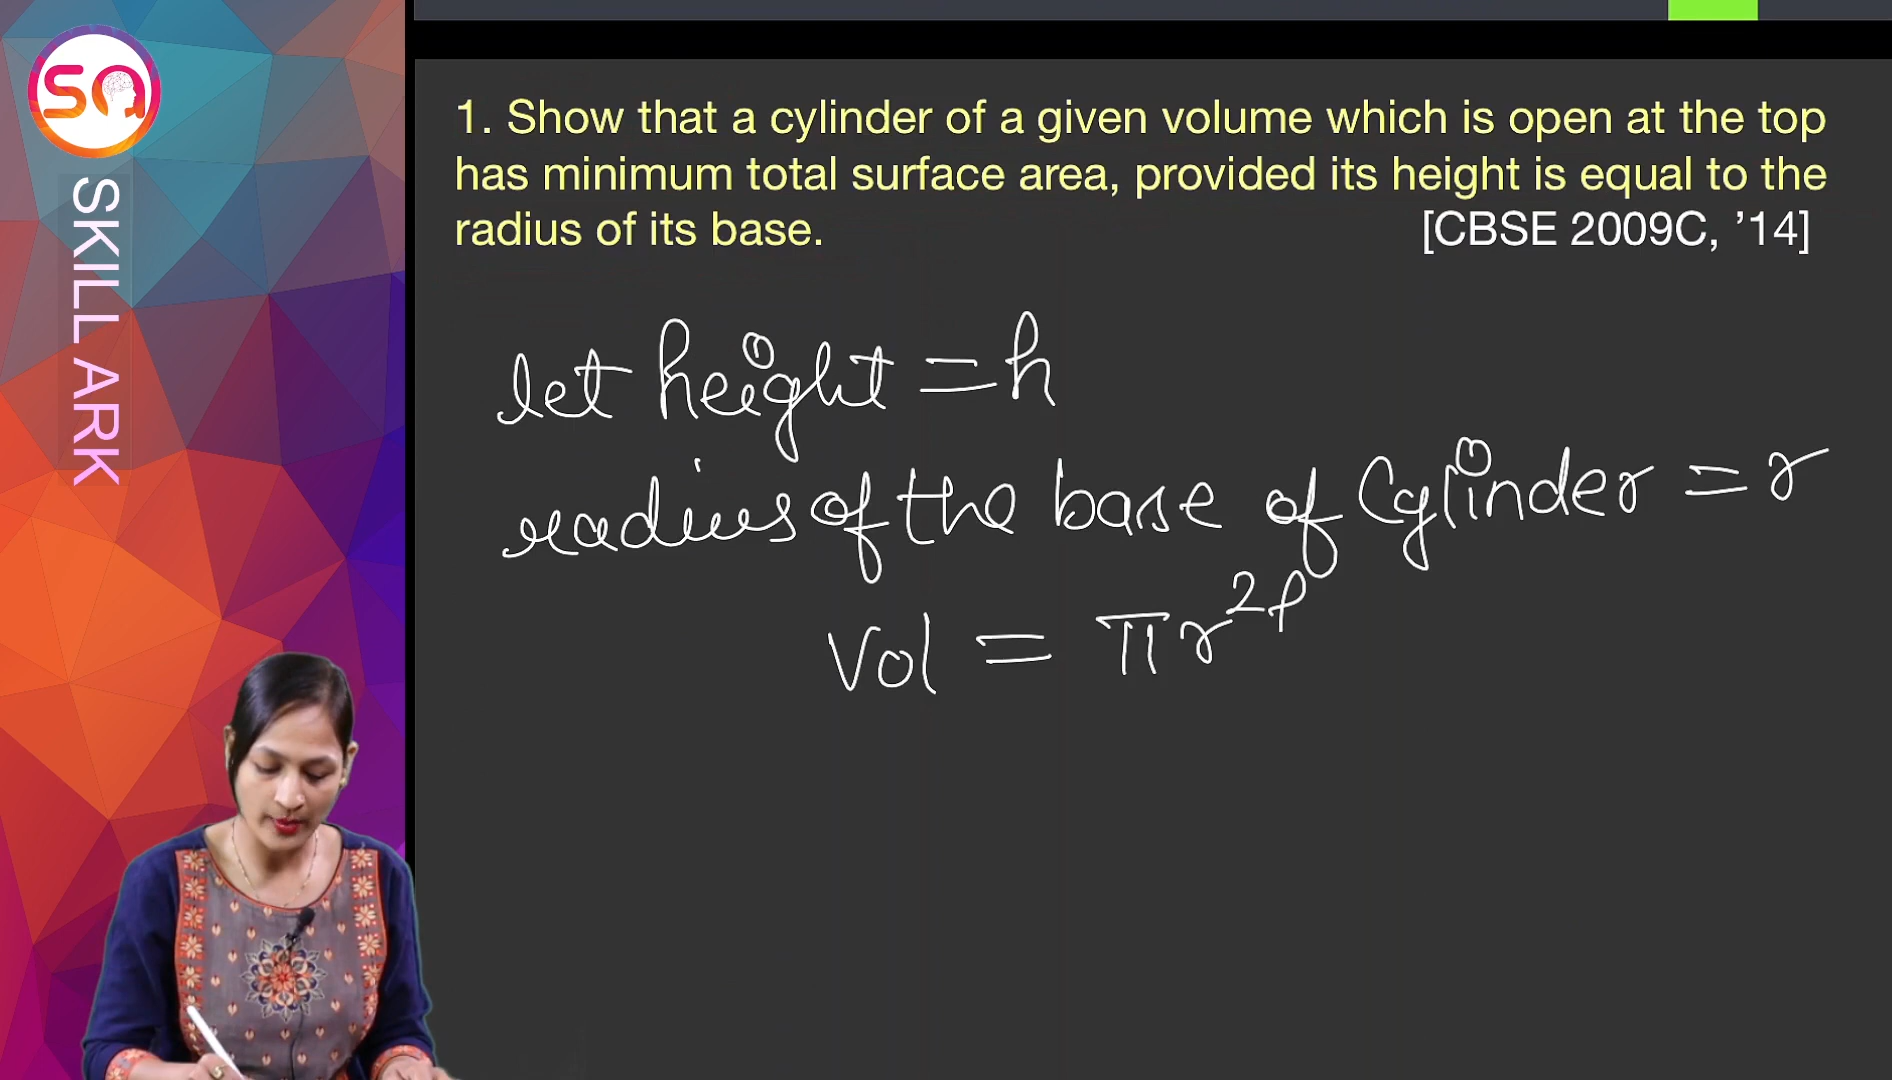 SA
SKILL ARK
1. Show that a cylinder of a given volume which is open at the top
has minimum total surface area, provided its height is equal to the
radius of its base. [CBSE 2009C, ’14]
let height = h
radius of the base of Cylinder = r
Vol = πr²